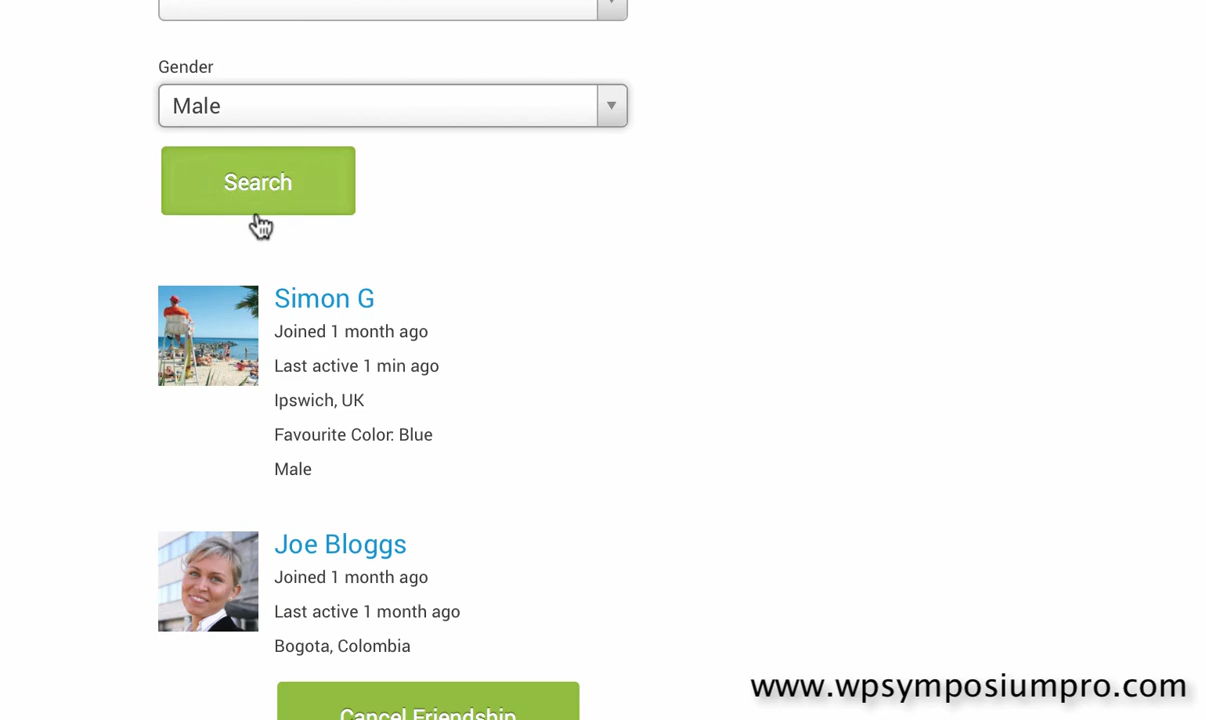 Gender
Male
Search
Simon G
Joined 1 month ago
Last active 1 min ago
Ipswich, UK
Favourite Color: Blue
Male
Joe Bloggs
Joined 1 month ago
Last active 1 month ago
Bogota, Colombia
Cancel Friendship
www.wpsymposiumpro.com